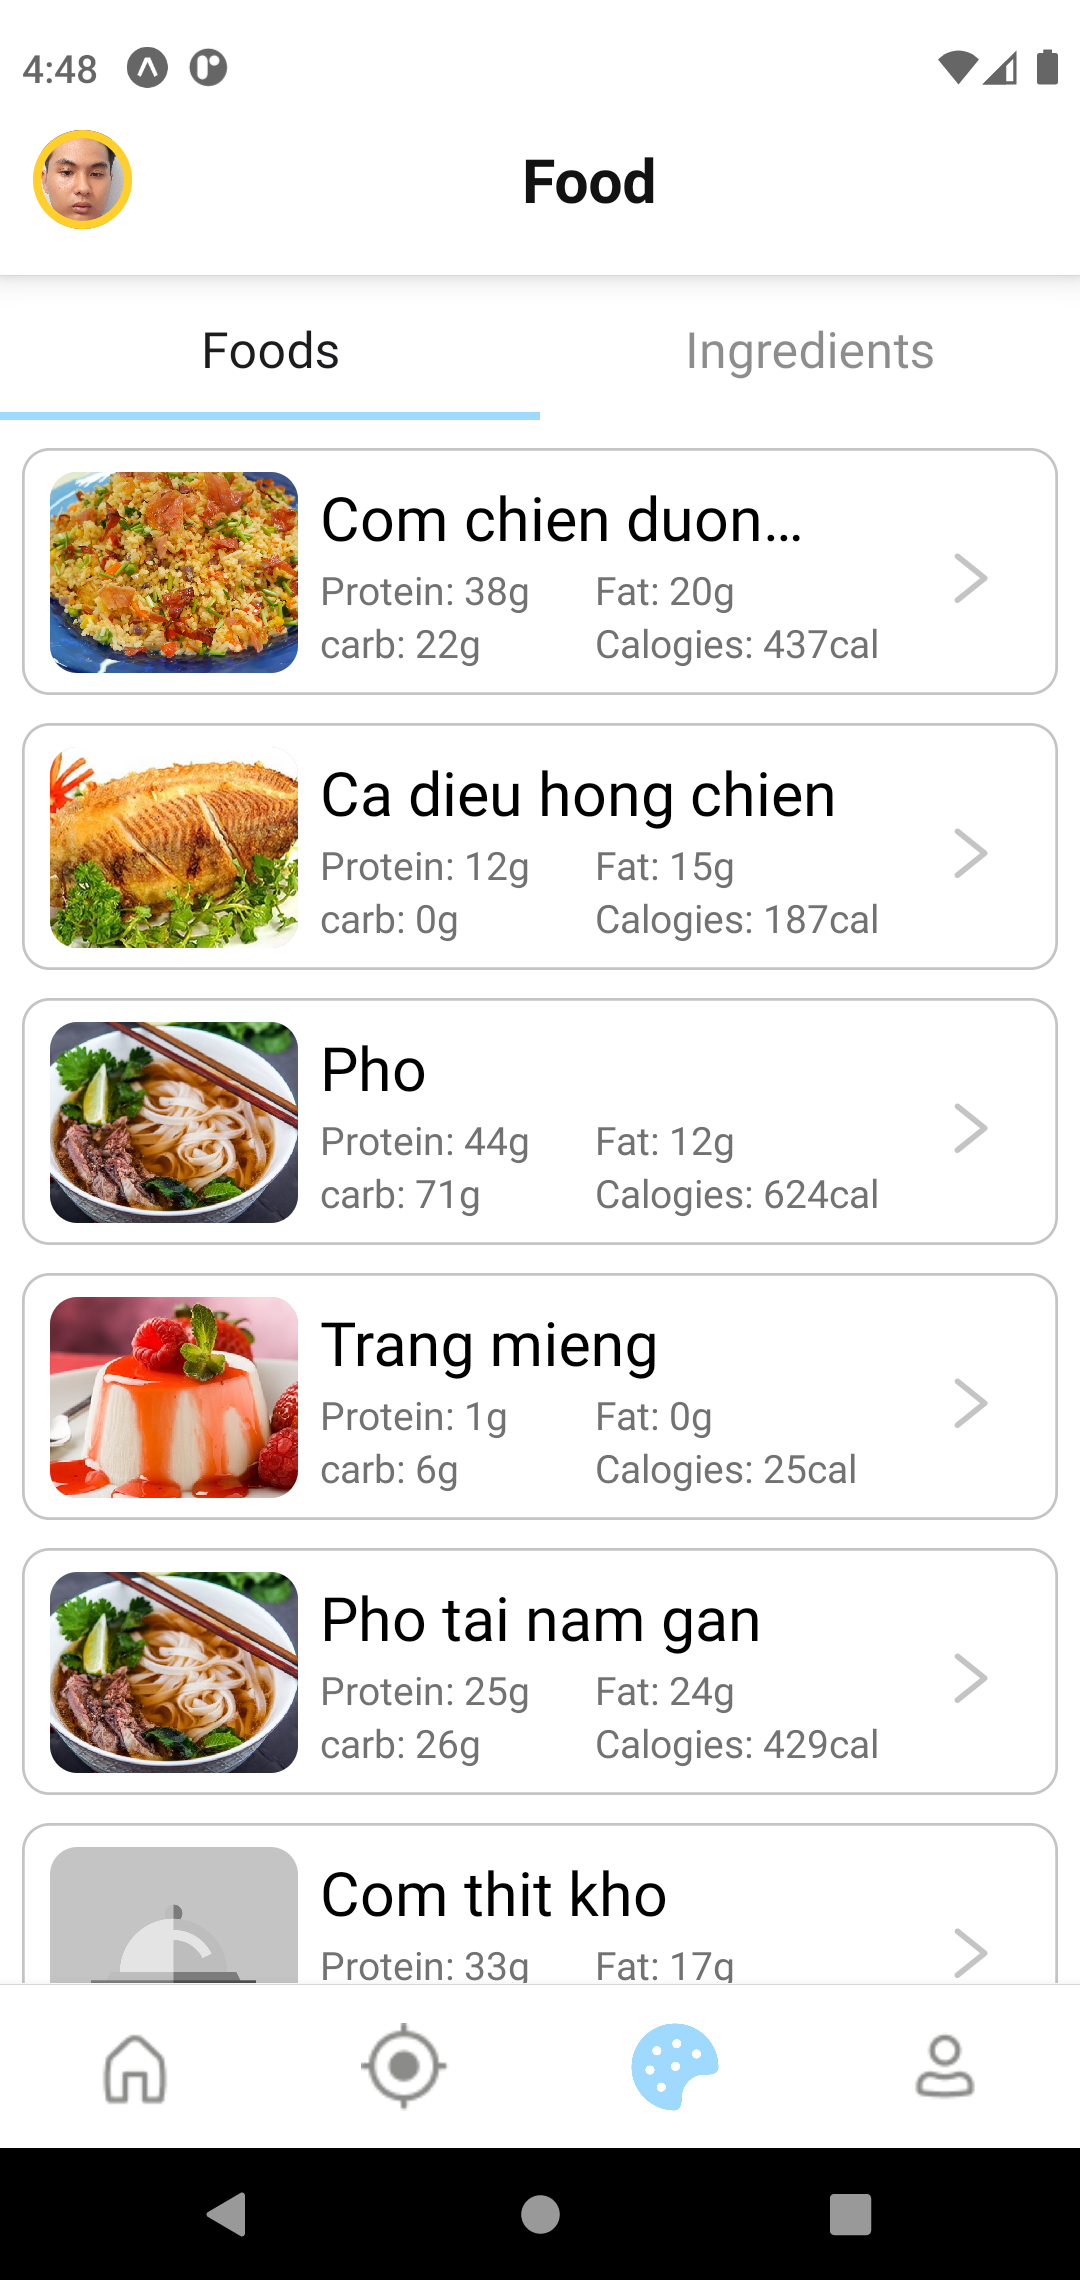 4:48
Food
Foods
Ingredients
Com chien duon...
Protein: 38g Fat: 20g
carb: 22g Calogies: 437cal
Ca dieu hong chien
Protein: 12g Fat: 15g
carb: 0g Calogies: 187cal
Pho
Protein: 44g Fat: 12g
carb: 71g Calogies: 624cal
Trang mieng
Protein: 1g Fat: 0g
carb: 6g Calogies: 25cal
Pho tai nam gan
Protein: 25g Fat: 24g
carb: 26g Calogies: 429cal
Com thit kho
Protein: 33g Fat: 17g